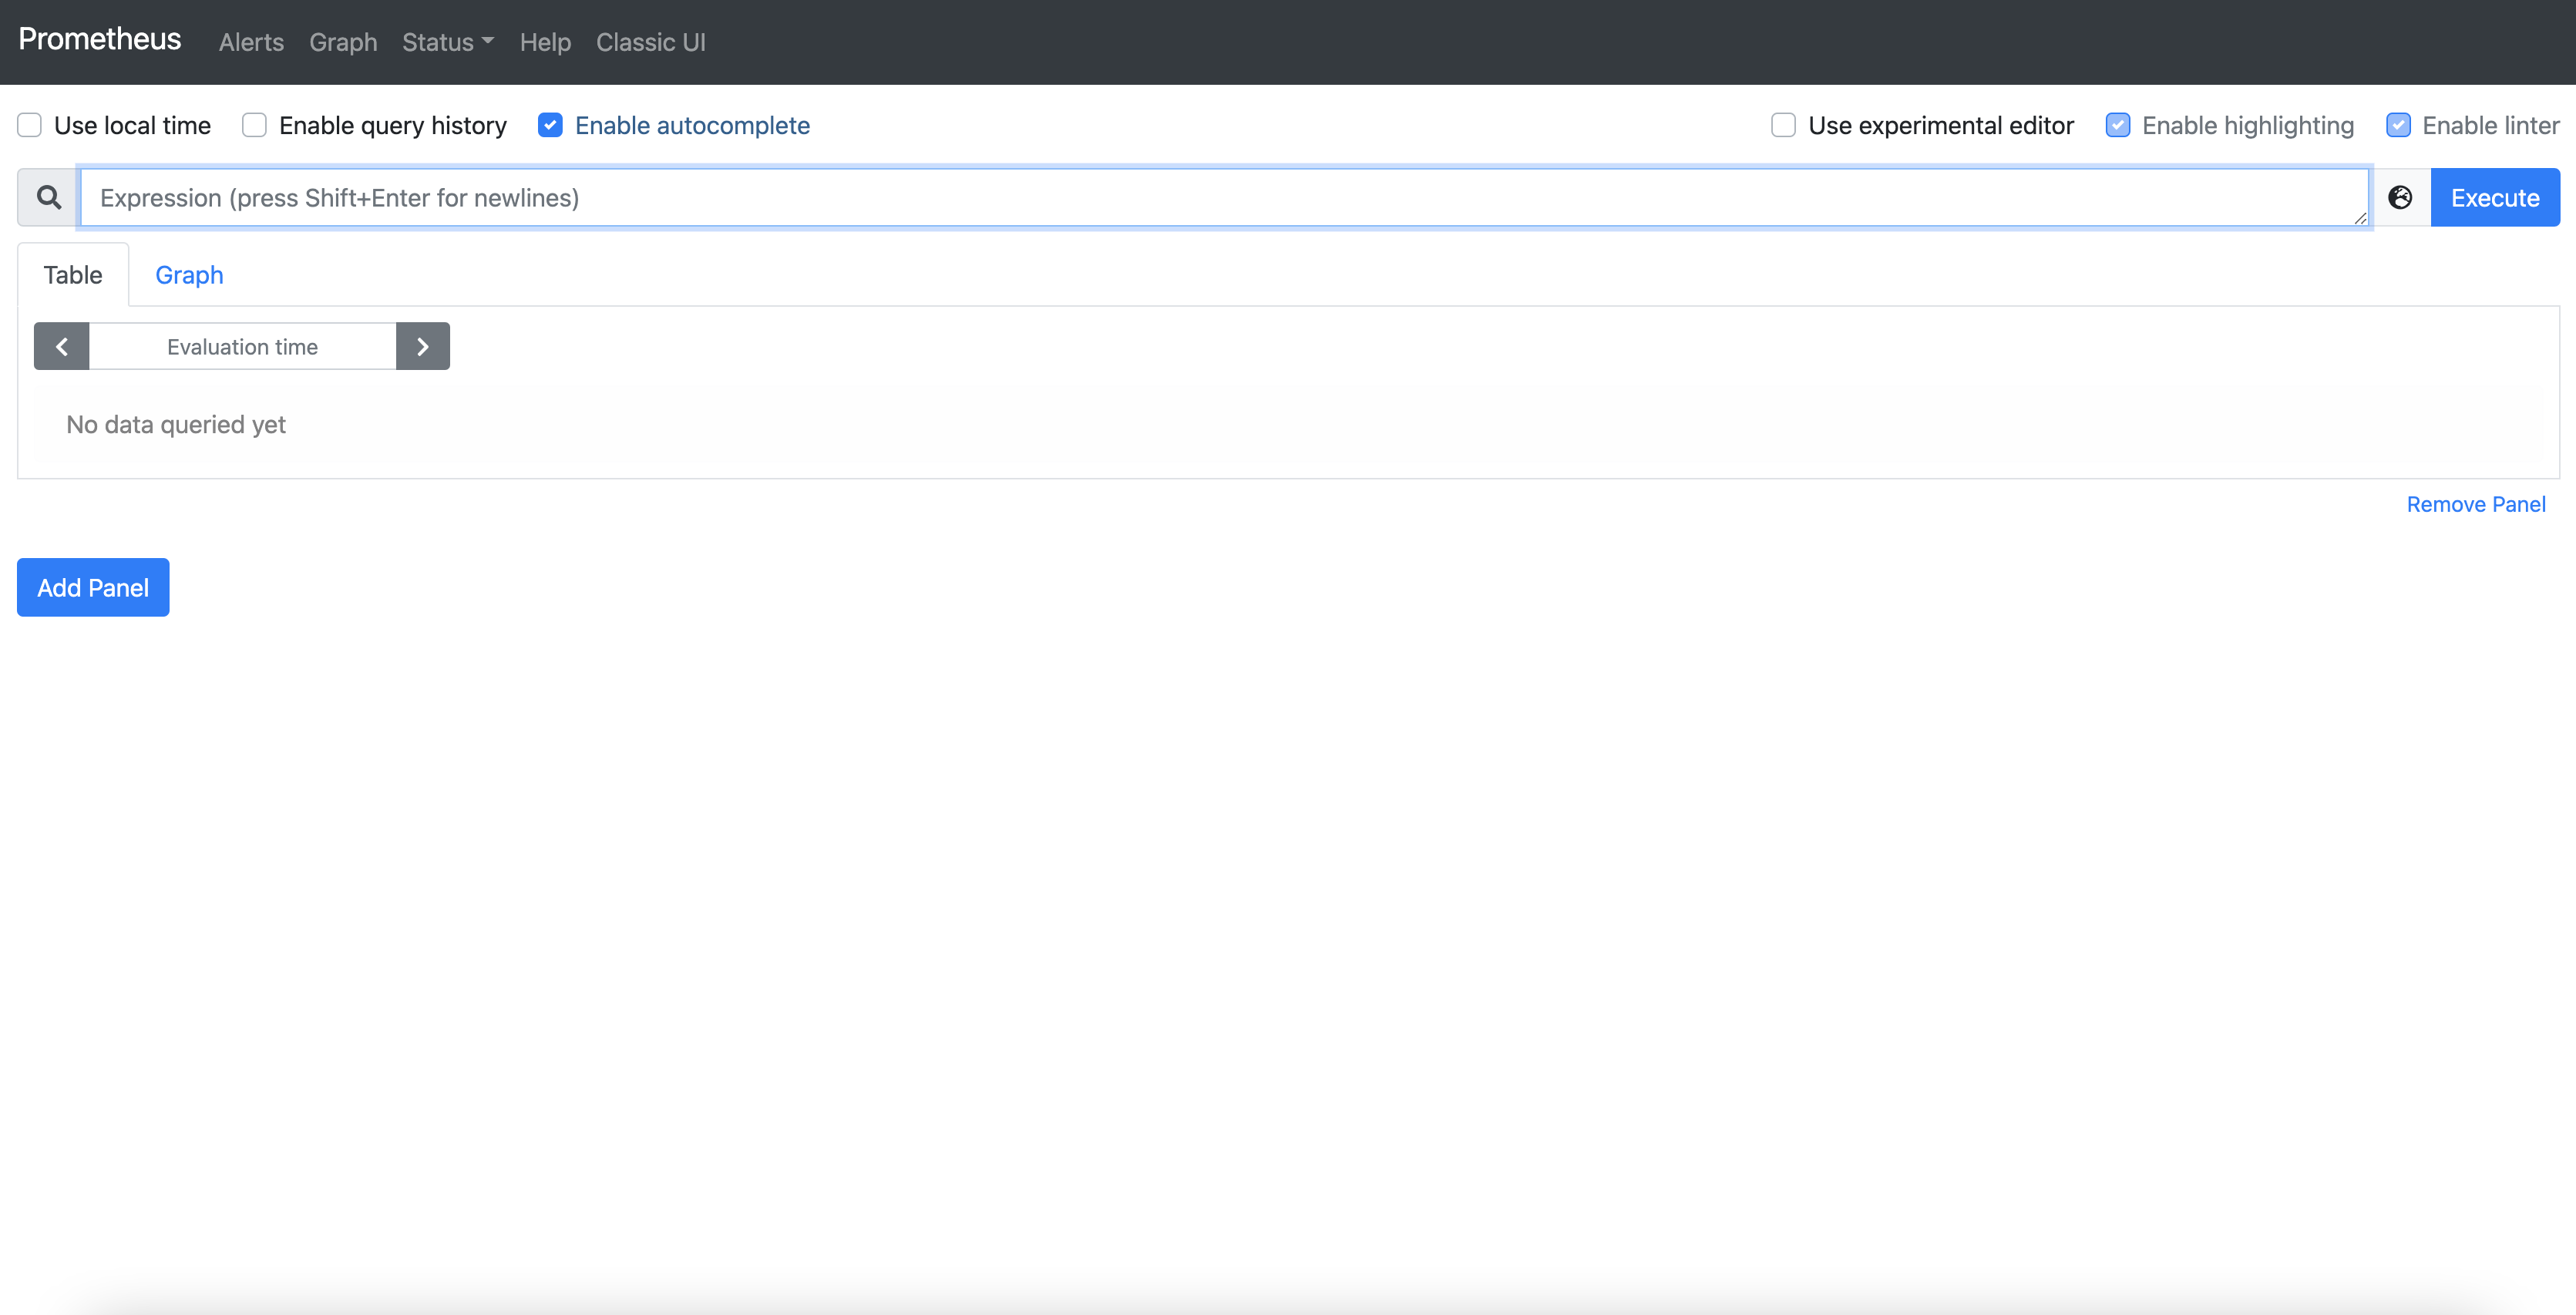 Prometheus Alerts Graph Status Help Classic UI
Use local time Enable query history Enable autocomplete Use experimental editor Enable highlighting Enable linter
Expression (press Shift+Enter for newlines) Execute
Table Graph
Evaluation time
No data queried yet
Remove Panel
Add Panel